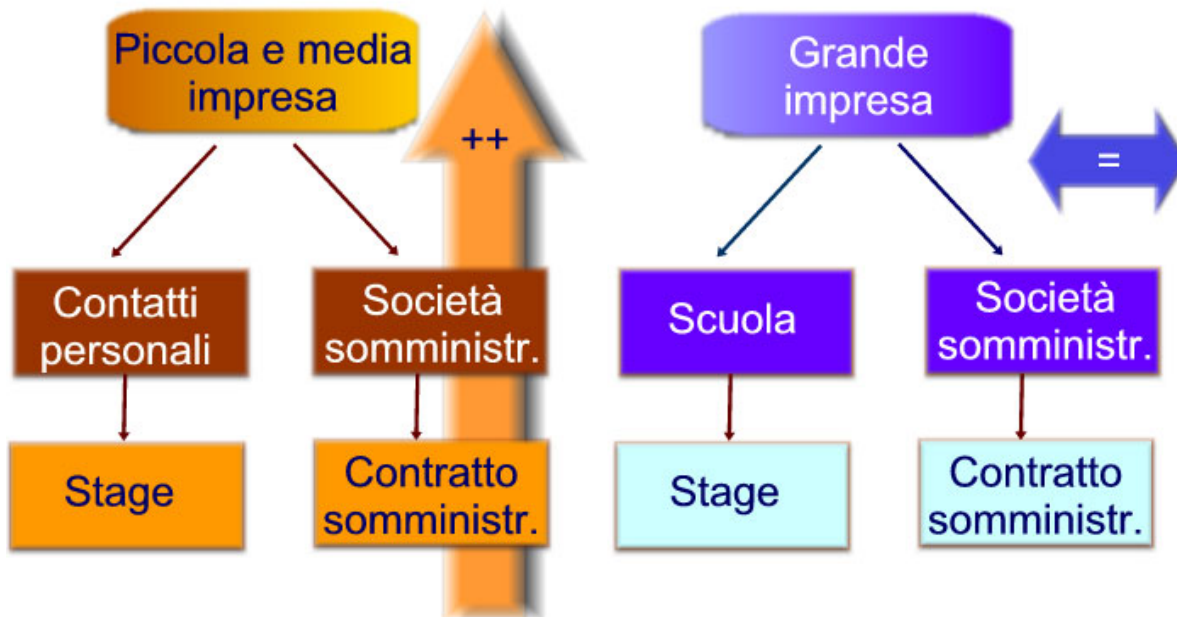 Piccola e media
impresa
++
Contatti
personali
Società
somministr.
Stage
Contratto
somministr.
Grande
impresa
=
Scuola
Società
somministr.
Stage
Contratto
somministr.